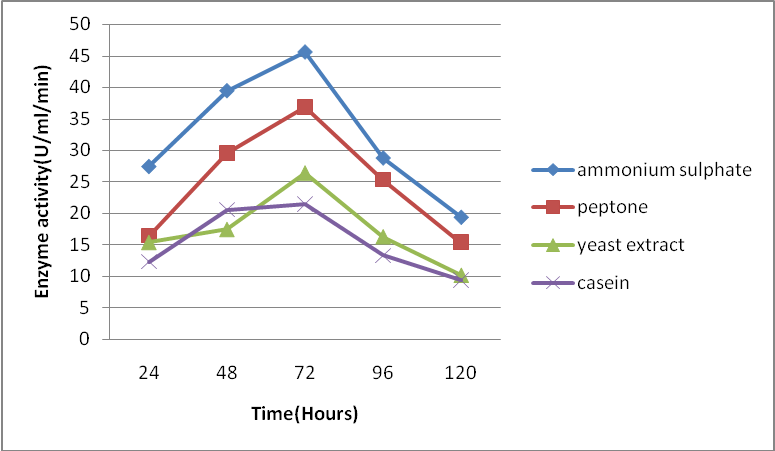 50
45
40
35
30
25
20
15
10
5
0
Enzyme activity(U/ml/min)
24 48 72 96 120
Time(Hours)
ammonium sulphate
peptone
yeast extract
casein